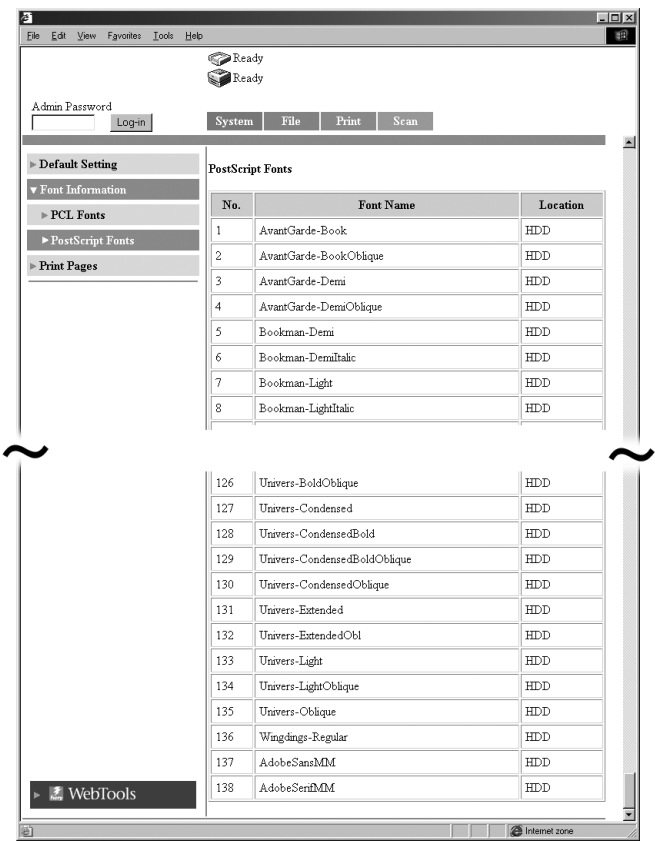 File Edit View Favorites Tools Help
Ready
Ready
Admin Password
Log-in
System File Print Scan
Default Setting
Font Information
PCL Fonts
PostScript Fonts
Print Pages
PostScript Fonts
No. Font Name Location
1 AvantGarde-Book HDD
2 AvantGarde-BookOblique HDD
3 AvantGarde-Demi HDD
4 AvantGarde-DemiOblique HDD
5 Bookman-Demi HDD
6 Bookman-DemiItalic HDD
7 Bookman-Light HDD
8 Bookman-LightItalic HDD
126 Univers-BoldOblique HDD
127 Univers-Condensed HDD
128 Univers-CondensedBold HDD
129 Univers-CondensedBoldOblique HDD
130 Univers-CondensedOblique HDD
131 Univers-Extended HDD
132 Univers-ExtendedObl HDD
133 Univers-Light HDD
134 Univers-LightOblique HDD
135 Univers-Oblique HDD
136 Wingdings-Regular HDD
137 AdobeSansMM HDD
138 AdobeSerifMM HDD
WebTools
Internet zone